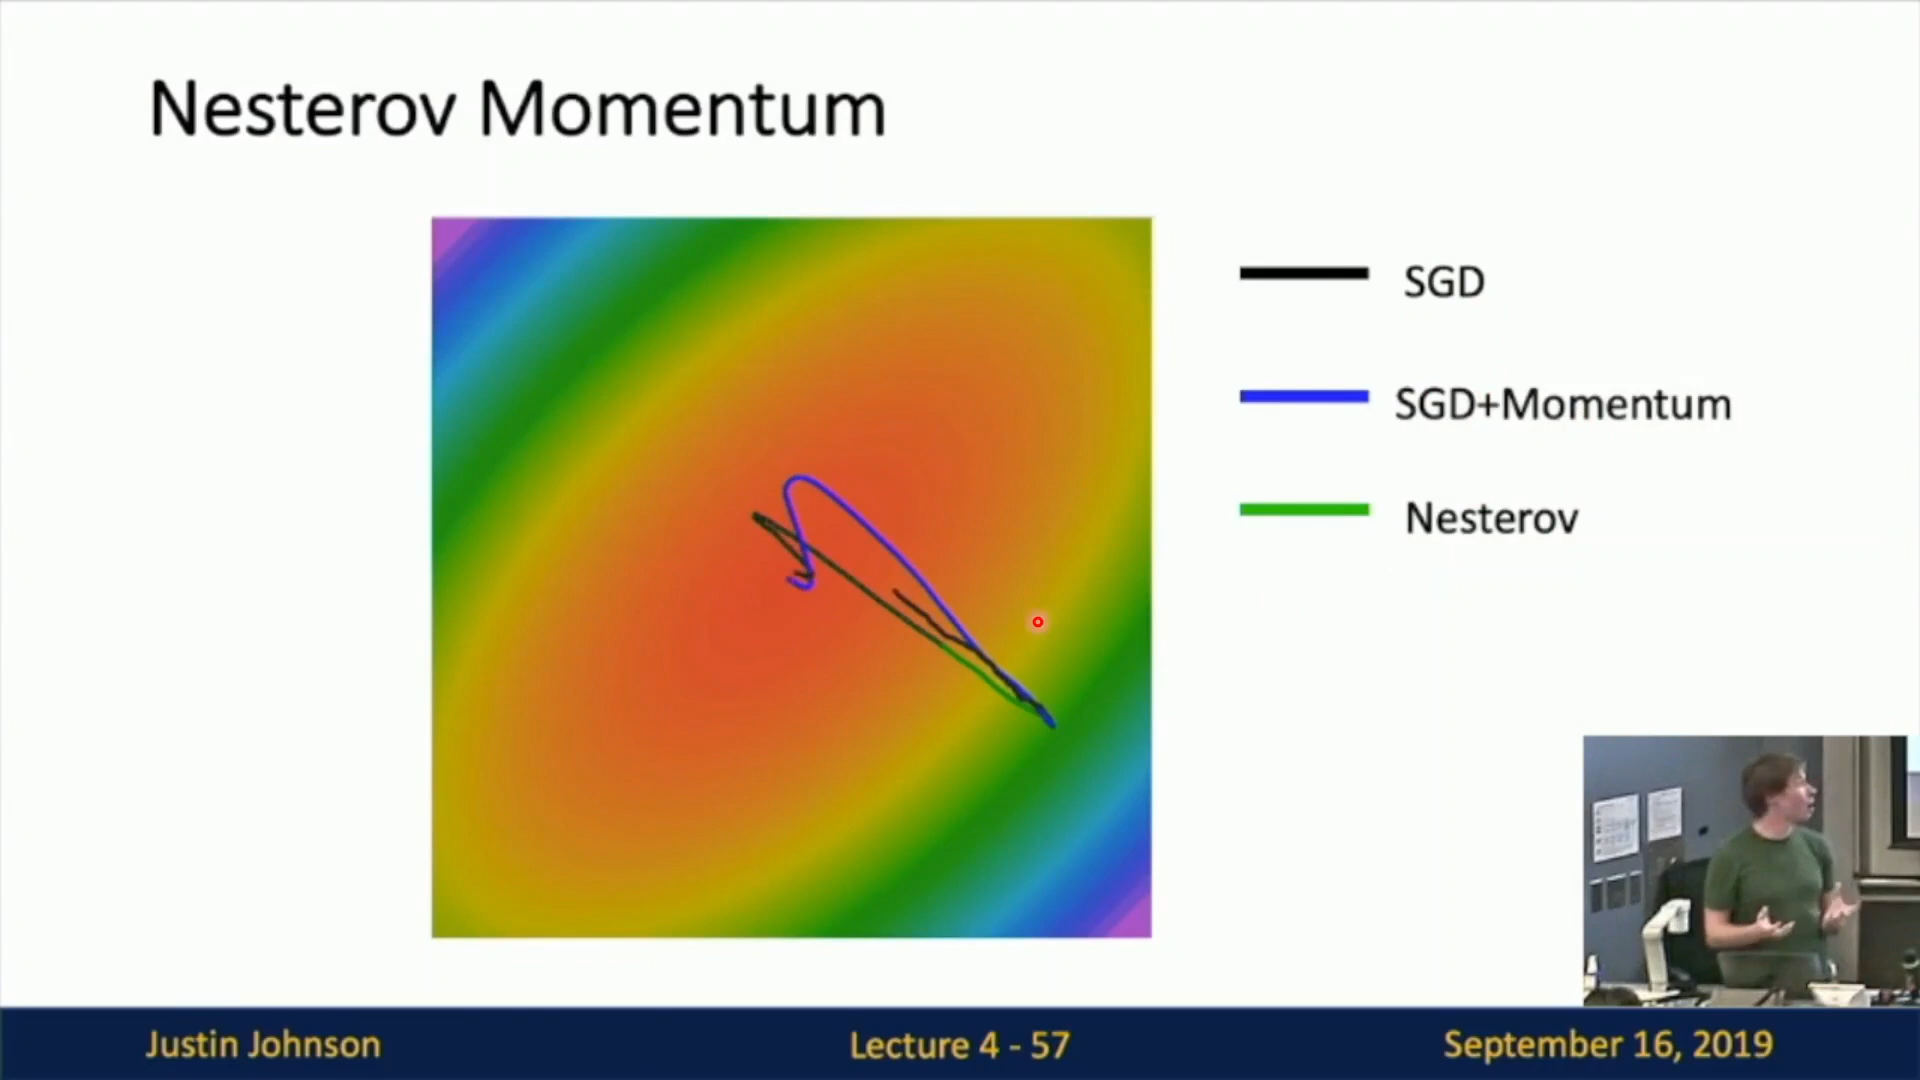 Nesterov Momentum
SGD
SGD+Momentum
Nesterov
Justin Johnson
Lecture 4 - 57
September 16, 2019